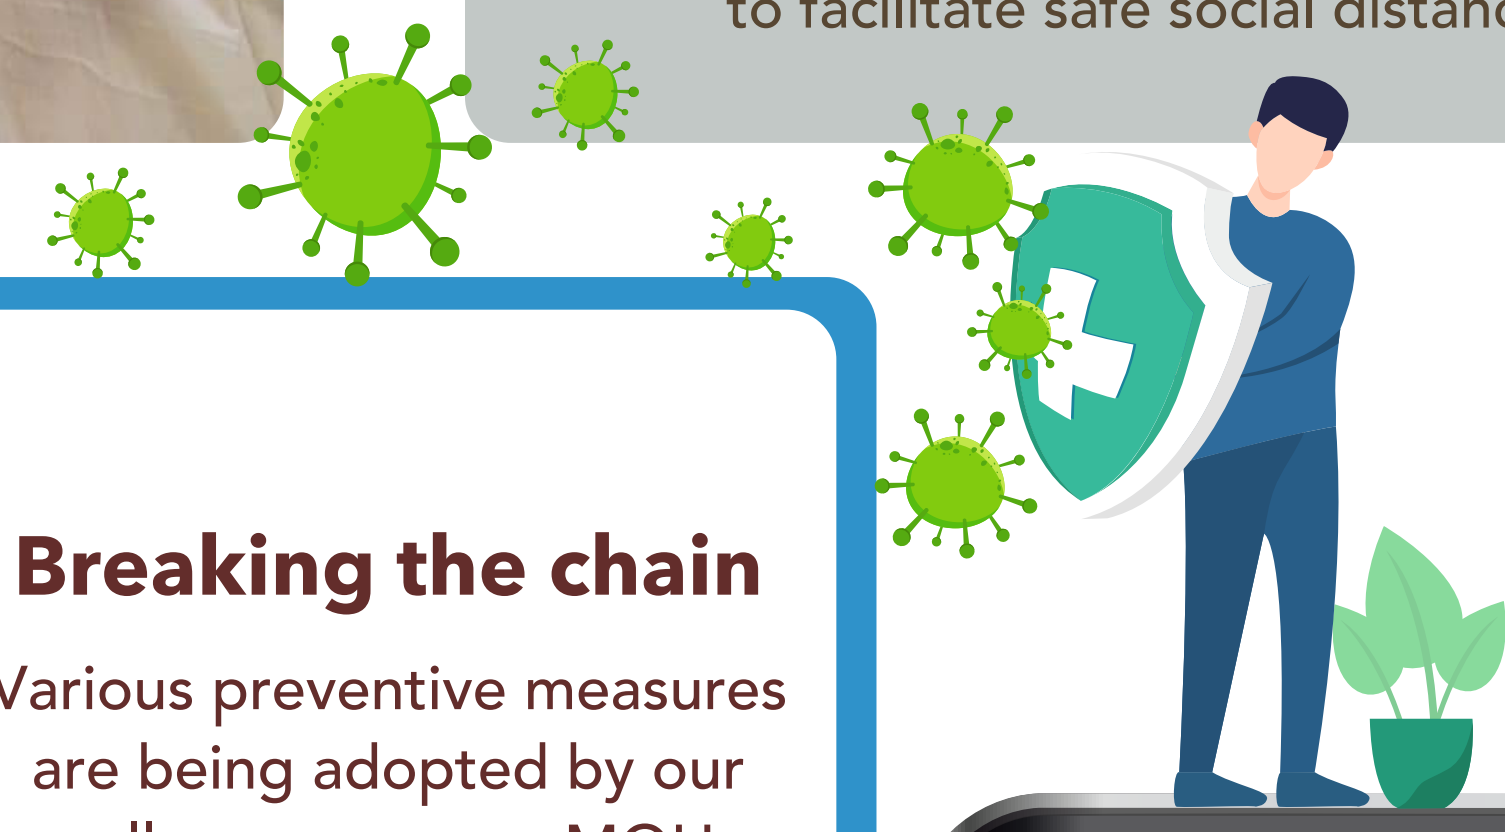 to facilitate safe social
Breaking the chain
Various preventive measures
are being adopted by our